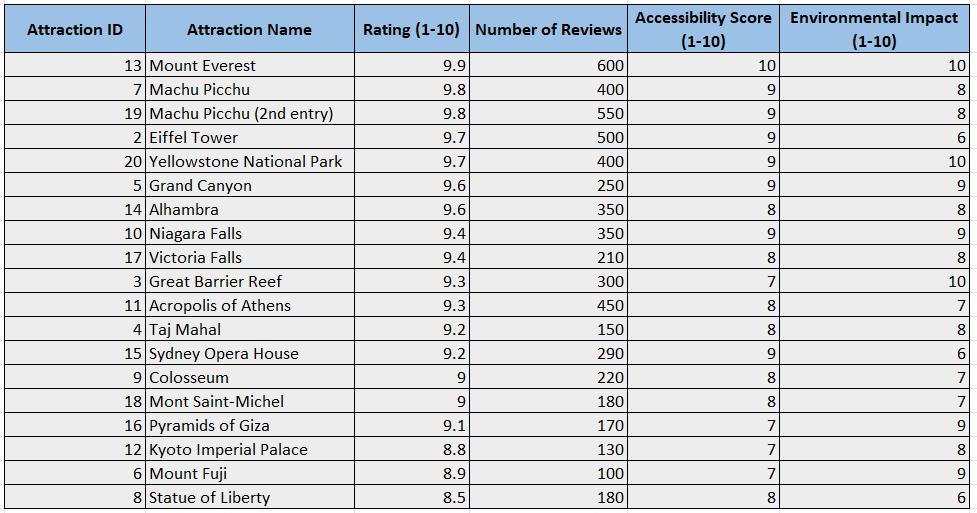 Attraction ID Attraction Name Rating (1-10) Number of Reviews Accessibility Score (1-10) Environmental Impact (1-10)
13 Mount Everest 9.9 600 10 10
7 Machu Picchu 9.8 400 9 8
19 Machu Picchu (2nd entry) 9.8 550 9 8
2 Eiffel Tower 9.7 500 9 6
20 Yellowstone National Park 9.7 400 9 10
5 Grand Canyon 9.6 250 9 9
14 Alhambra 9.6 350 8 8
10 Niagara Falls 9.4 350 9 9
17 Victoria Falls 9.4 210 8 8
3 Great Barrier Reef 9.3 300 7 10
11 Acropolis of Athens 9.3 450 8 7
4 Taj Mahal 9.2 150 8 8
15 Sydney Opera House 9.2 290 9 6
9 Colosseum 9 220 8 7
18 Mont Saint-Michel 9 180 8 7
16 Pyramids of Giza 9.1 170 7 9
12 Kyoto Imperial Palace 8.8 130 7 8
6 Mount Fuji 8.9 100 7 9
8 Statue of Liberty 8.5 180 8 6